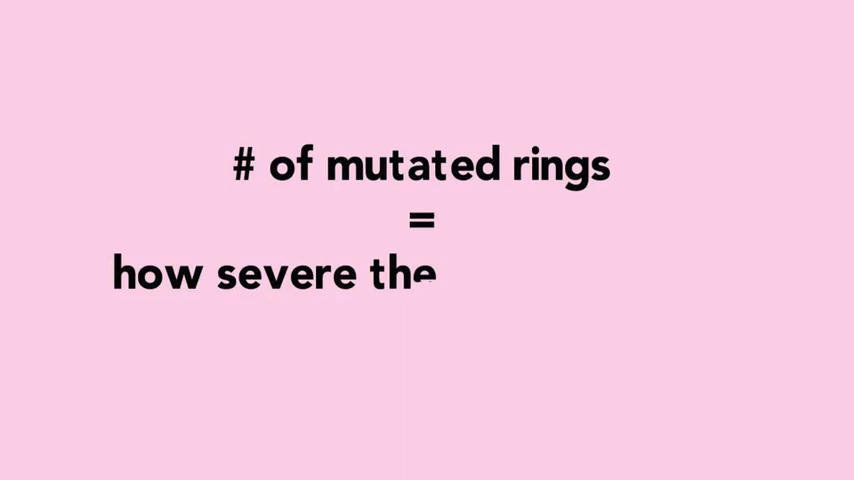 # of mutated rings
=
how severe the